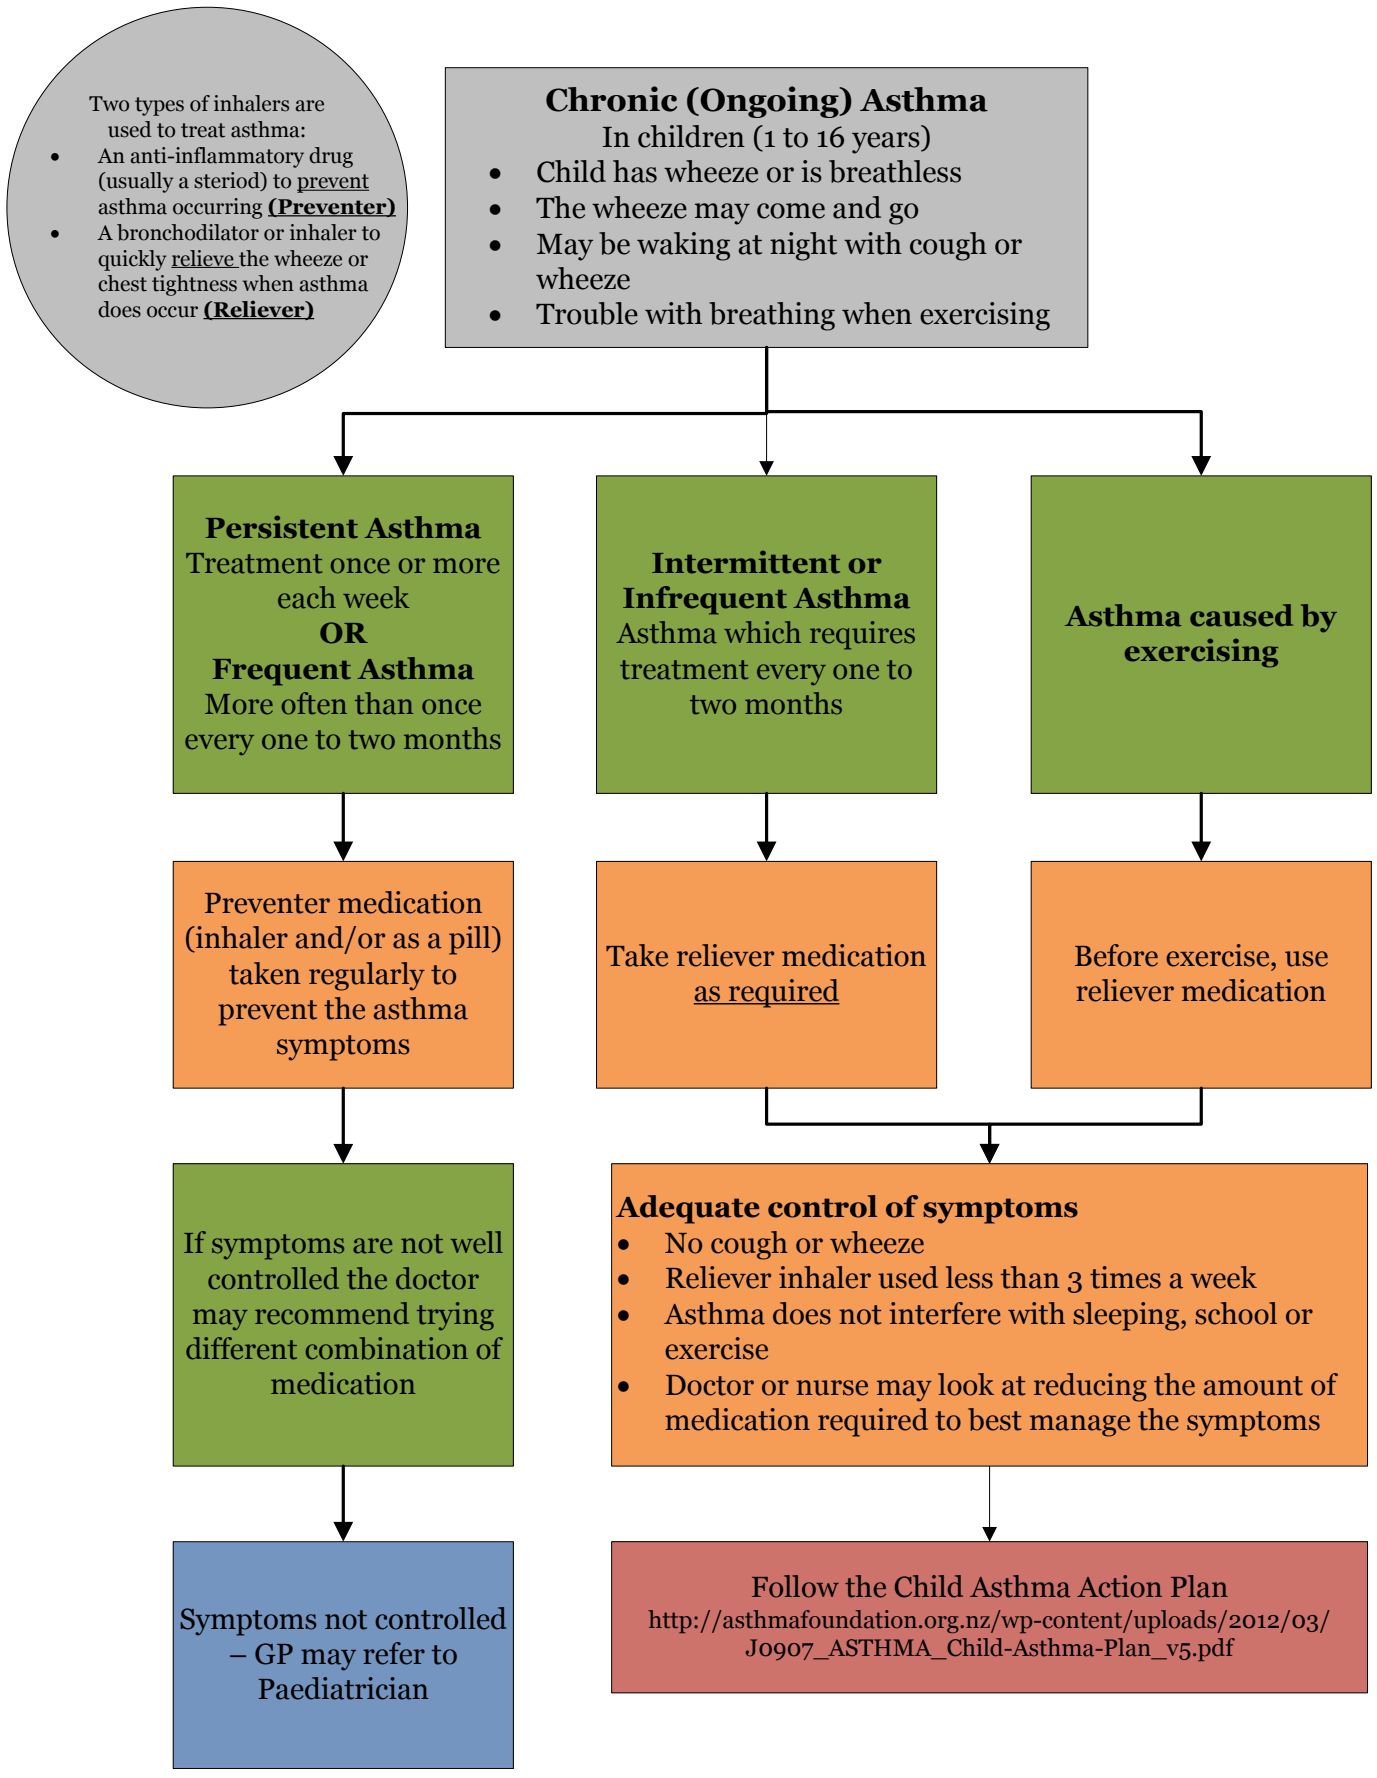 Two types of inhalers are
used to treat asthma:
• An anti-inflammatory drug
(usually a steriod) to prevent
asthma occurring (Preventer)
• A bronchodilator or inhaler to
quickly relieve the wheeze or
chest tightness when asthma
does occur (Reliever)
Chronic (Ongoing) Asthma
In children (1 to 16 years)
• Child has wheeze or is breathless
• The wheeze may come and go
• May be waking at night with cough or
wheeze
• Trouble with breathing when exercising
Persistent Asthma
Treatment once or more
each week
OR
Frequent Asthma
More often than once
every one to two months
Intermittent or
Infrequent Asthma
Asthma which requires
treatment every one to
two months
Asthma caused by
exercising
Preventer medication
(inhaler and/or as a pill)
taken regularly to
prevent the asthma
symptoms
Take reliever medication
as required
Before exercise, use
reliever medication
If symptoms are not well
controlled the doctor
may recommend trying
different combination of
medication
Adequate control of symptoms
• No cough or wheeze
• Reliever inhaler used less than 3 times a week
• Asthma does not interfere with sleeping, school or
exercise
• Doctor or nurse may look at reducing the amount of
medication required to best manage the symptoms
Symptoms not controlled
– GP may refer to
Paediatrician
Follow the Child Asthma Action Plan
http://asthmafoundation.org.nz/wp-content/uploads/2012/03/
J0907_ASTHMA_Child-Asthma-Plan_v5.pdf